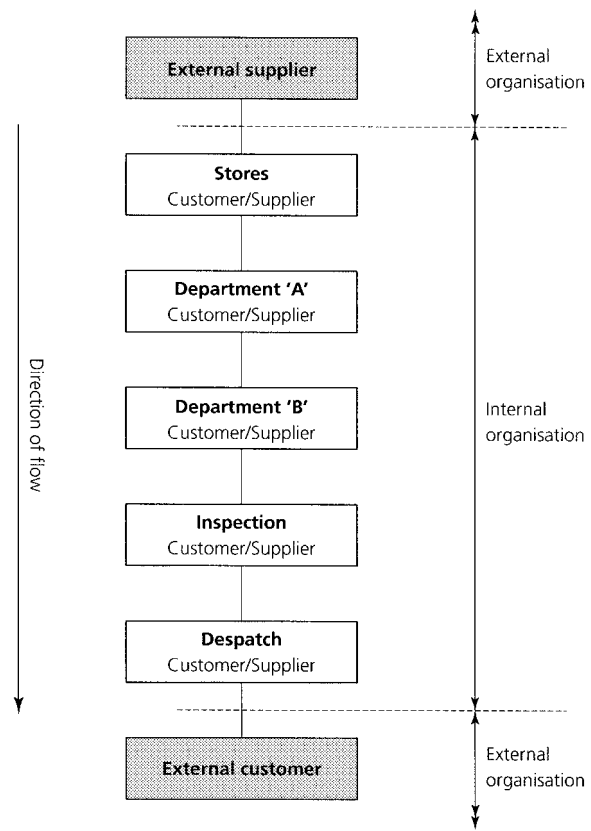 External supplier
External
organisation
Stores
Customer/Supplier
Department 'A'
Customer/Supplier
Direction of flow
Department 'B'
Customer/Supplier
Internal
organisation
Inspection
Customer/Supplier
Despatch
Customer/Supplier
External customer
External
organisation